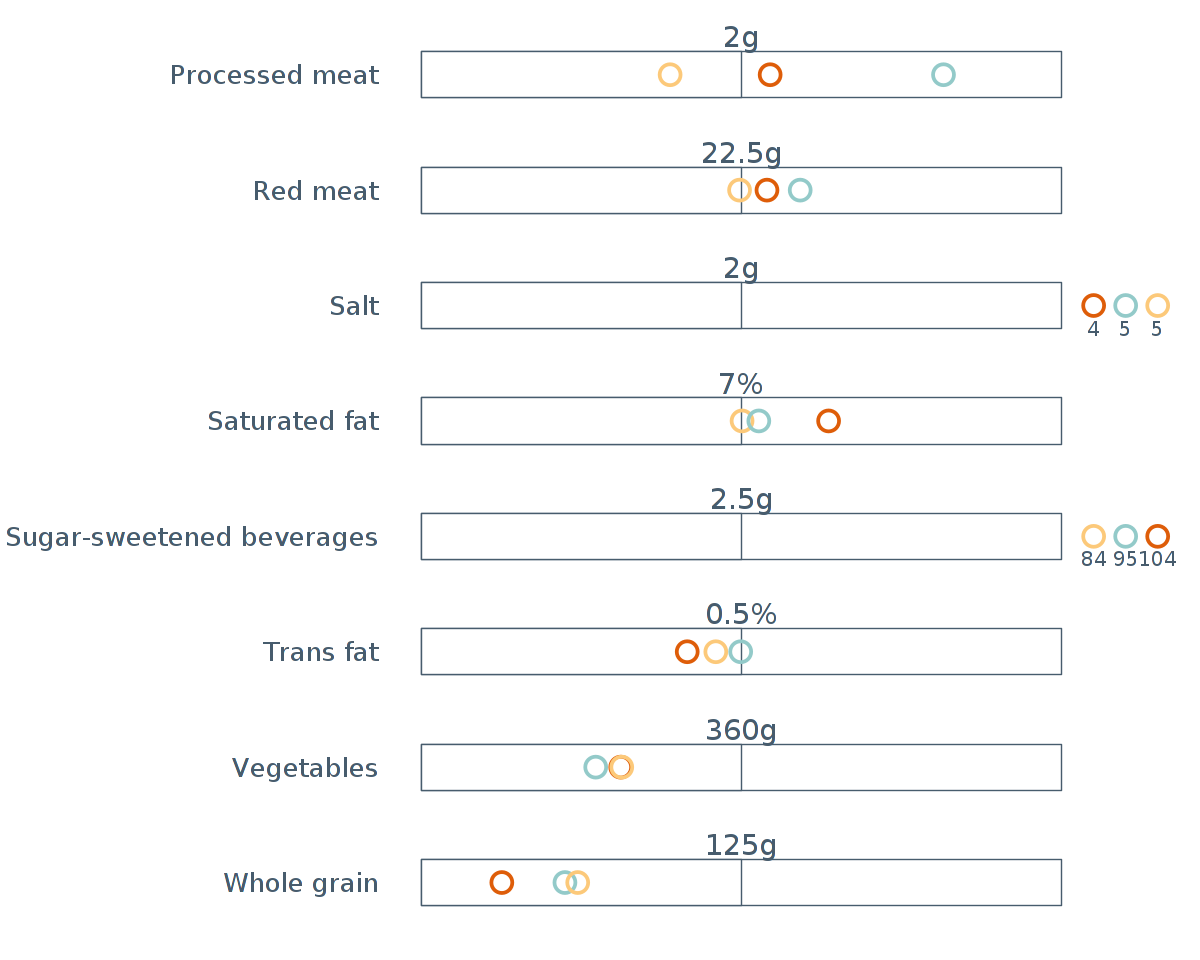 2g
Processed meat
22.5g
Red meat
2g
Salt
4 5 5
7%
Saturated fat
2.5g
Sugar-sweetened beverages
84 95 104
0.5%
Trans fat
360g
Vegetables
125g
Whole grain